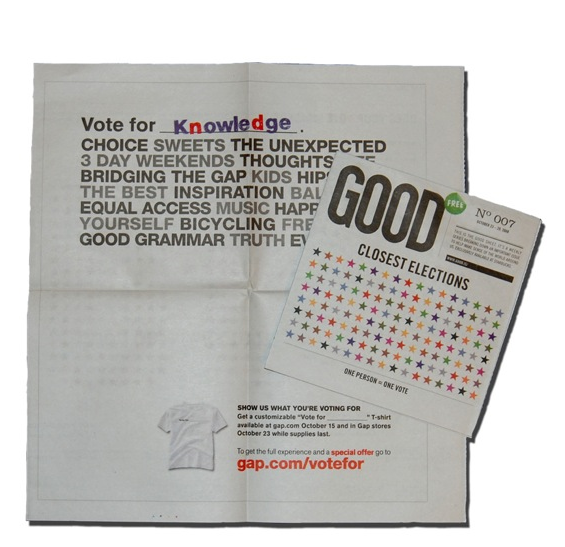 Vote for Knowledge.
CHOICE SWEETS THE UNEXPECTED
3 DAY WEEKENDS THOUGHTS
BRIDGING THE GAP KIDS
THE BEST INSPIRATION
EQUAL ACCESS MUSIC
YOURSELF BICYCLING
GOOD GRAMMAR TRUTH
GOOD
FREE
Nº 007
CLOSEST ELECTIONS
ONE PERSON = ONE VOTE
SHOW US WHAT YOU'RE VOTING FOR
Get a customizable "Vote for __________" T-shirt
available at gap.com October 15 and in Gap stores
October 23 while supplies last.
To get the full experience and a special offer go to
gap.com/votefor